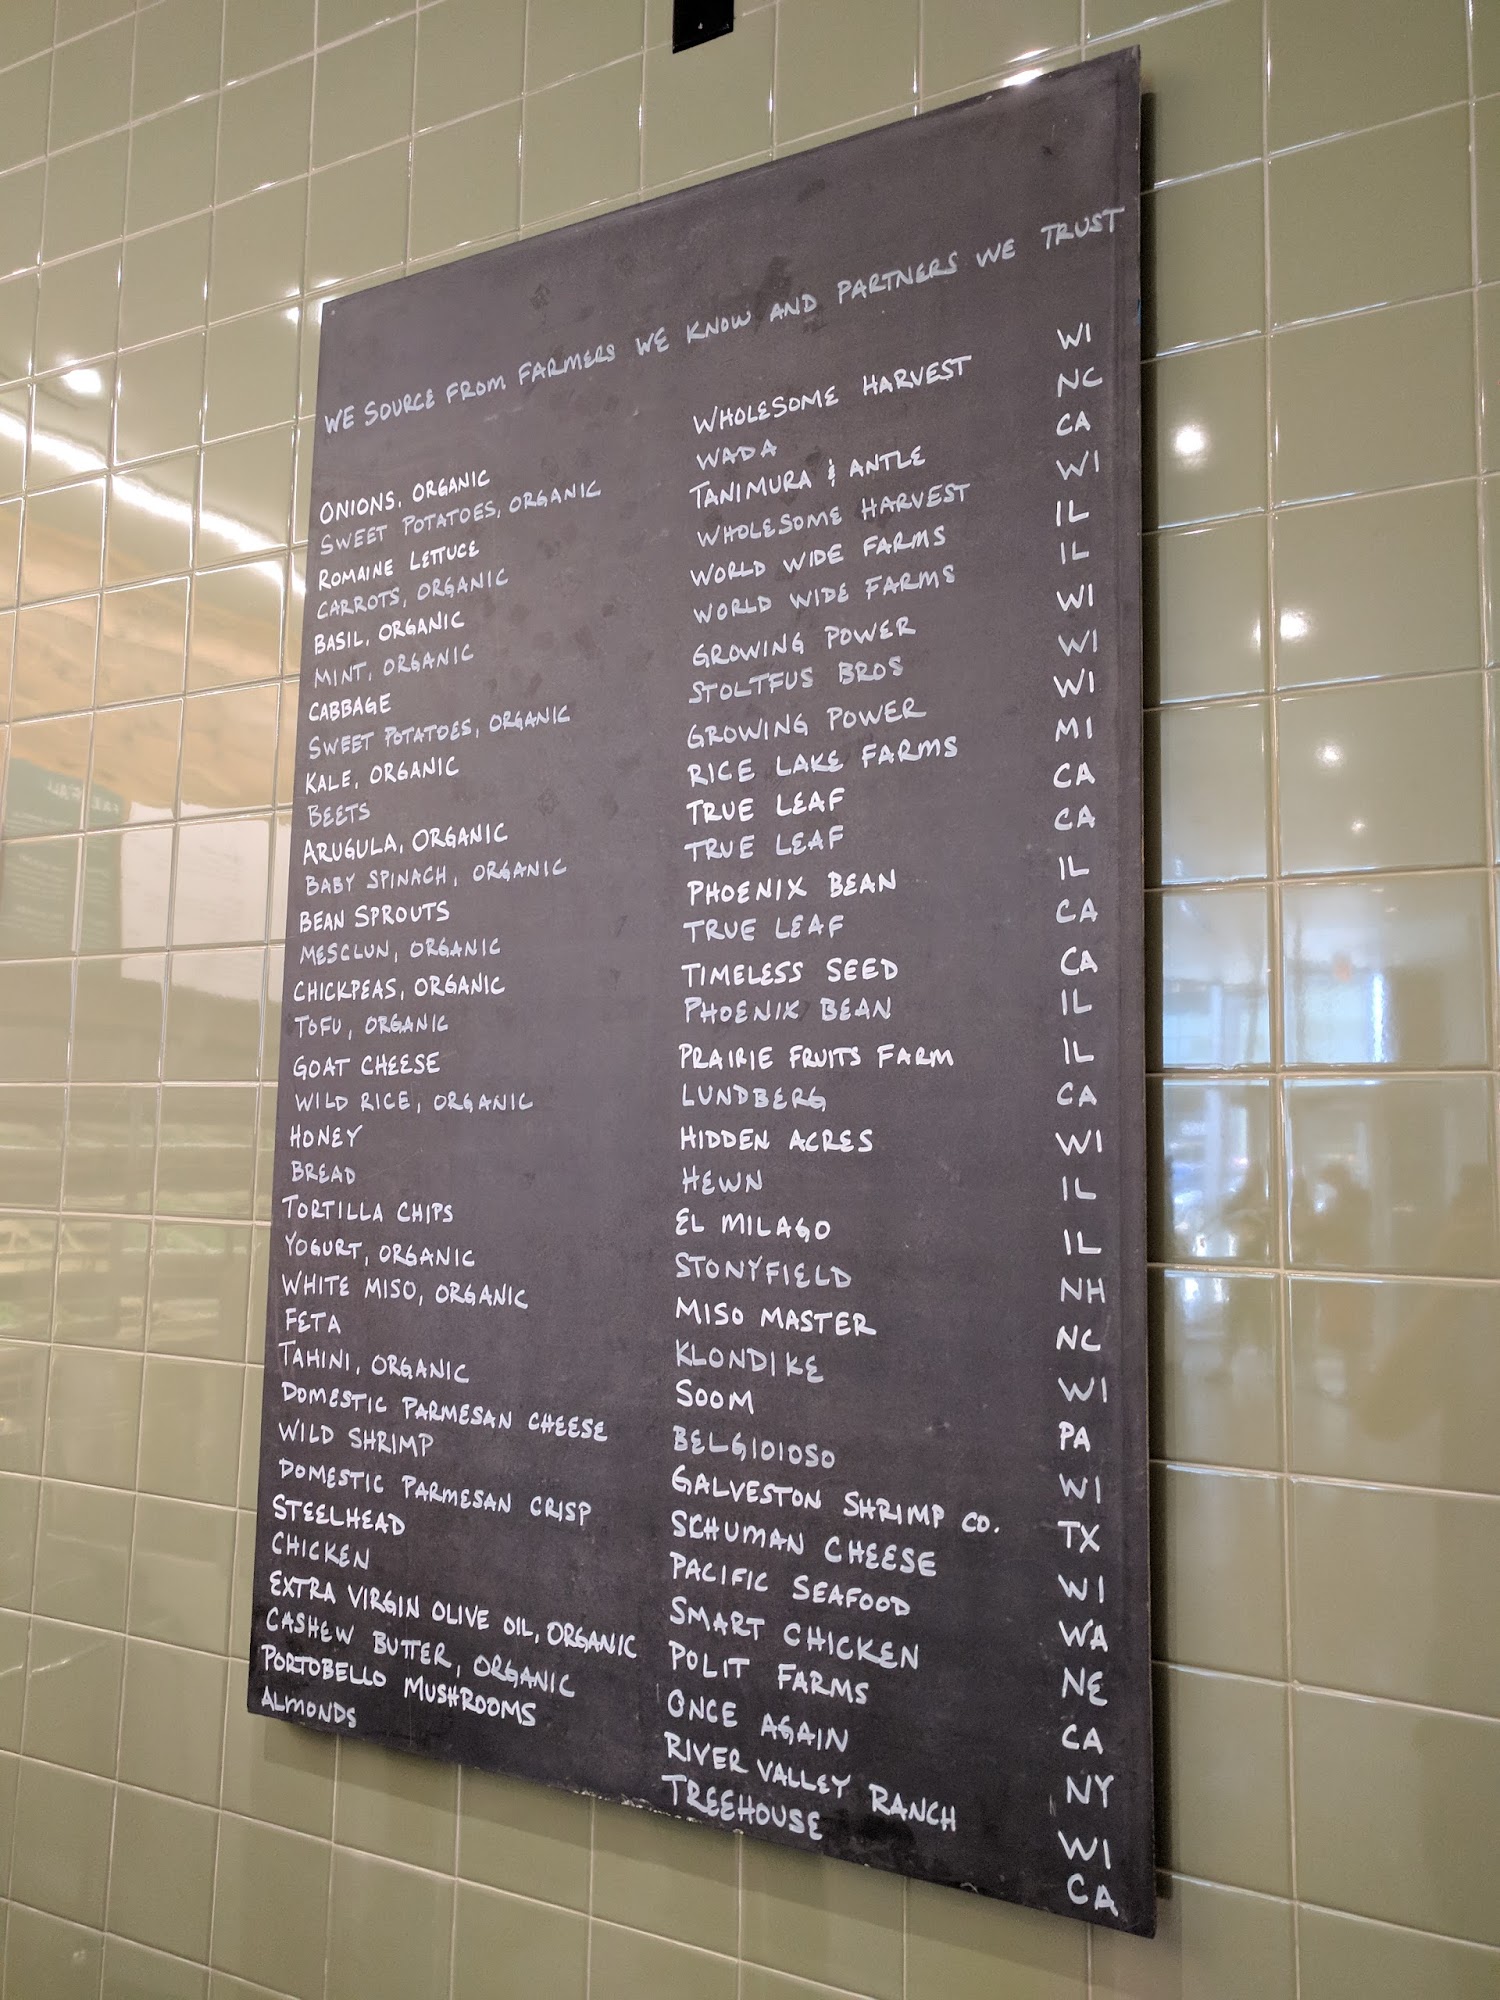 WE SOURCE FROM FARMERS WE KNOW AND PARTNERS WE TRUST
ONIONS, ORGANIC WHOLESOME HARVEST WI
SWEET POTATOES, ORGANIC WADA NC
ROMAINE LETTUCE TANIMURA & ANTLE CA
CARROTS, ORGANIC WHOLESOME HARVEST WI
BASIL, ORGANIC WORLD WIDE FARMS IL
MINT, ORGANIC WORLD WIDE FARMS IL
CABBAGE GROWING POWER WI
SWEET POTATOES, ORGANIC STOLTFUS BROS WI
KALE, ORGANIC GROWING POWER WI
BEETS RICE LAKE FARMS MI
ARUGULA, ORGANIC TRUE LEAF CA
BABY SPINACH, ORGANIC TRUE LEAF CA
BEAN SPROUTS PHOENIX BEAN IL
MESCLUN, ORGANIC TRUE LEAF CA
CHICKPEAS, ORGANIC TIMELESS SEED CA
TOFU, ORGANIC PHOENIX BEAN IL
GOAT CHEESE PRAIRIE FRUITS FARM IL
WILD RICE, ORGANIC LUNDBERG CA
HONEY HIDDEN ACRES WI
BREAD HEWN IL
TORTILLA CHIPS EL MILAGO IL
YOGURT, ORGANIC STONYFIELD NH
WHITE MISO, ORGANIC MISO MASTER NC
FETA KLONDIKE WI
TAHINI, ORGANIC SOOM PA
DOMESTIC PARMESAN CHEESE BELGIOIOSO WI
WILD SHRIMP GALVESTON SHRIMP CO. TX
DOMESTIC PARMESAN CRISP SCHUMAN CHEESE WI
STEELHEAD PACIFIC SEAFOOD WA
CHICKEN SMART CHICKEN NE
EXTRA VIRGIN OLIVE OIL, ORGANIC POLIT FARMS CA
CASHEW BUTTER, ORGANIC ONCE AGAIN NY
PORTOBELLO MUSHROOMS RIVER VALLEY RANCH WI
ALMONDS TREEHOUSE CA